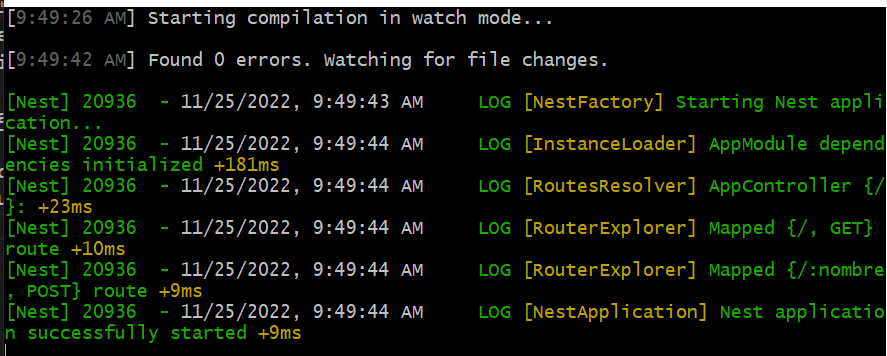 [9:49:26 AM] Starting compilation in watch mode...
[9:49:42 AM] Found 0 errors. Watching for file changes.
[Nest] 20936  - 11/25/2022, 9:49:43 AM     LOG [NestFactory] Starting Nest appli
cation...
[Nest] 20936  - 11/25/2022, 9:49:44 AM     LOG [InstanceLoader] AppModule depend
encies initialized +181ms
[Nest] 20936  - 11/25/2022, 9:49:44 AM     LOG [RoutesResolver] AppController {/
}: +23ms
[Nest] 20936  - 11/25/2022, 9:49:44 AM     LOG [RouterExplorer] Mapped {/, GET}
route +10ms
[Nest] 20936  - 11/25/2022, 9:49:44 AM     LOG [RouterExplorer] Mapped {/:nombre
, POST} route +9ms
[Nest] 20936  - 11/25/2022, 9:49:44 AM     LOG [NestApplication] Nest applicatio
n successfully started +9ms